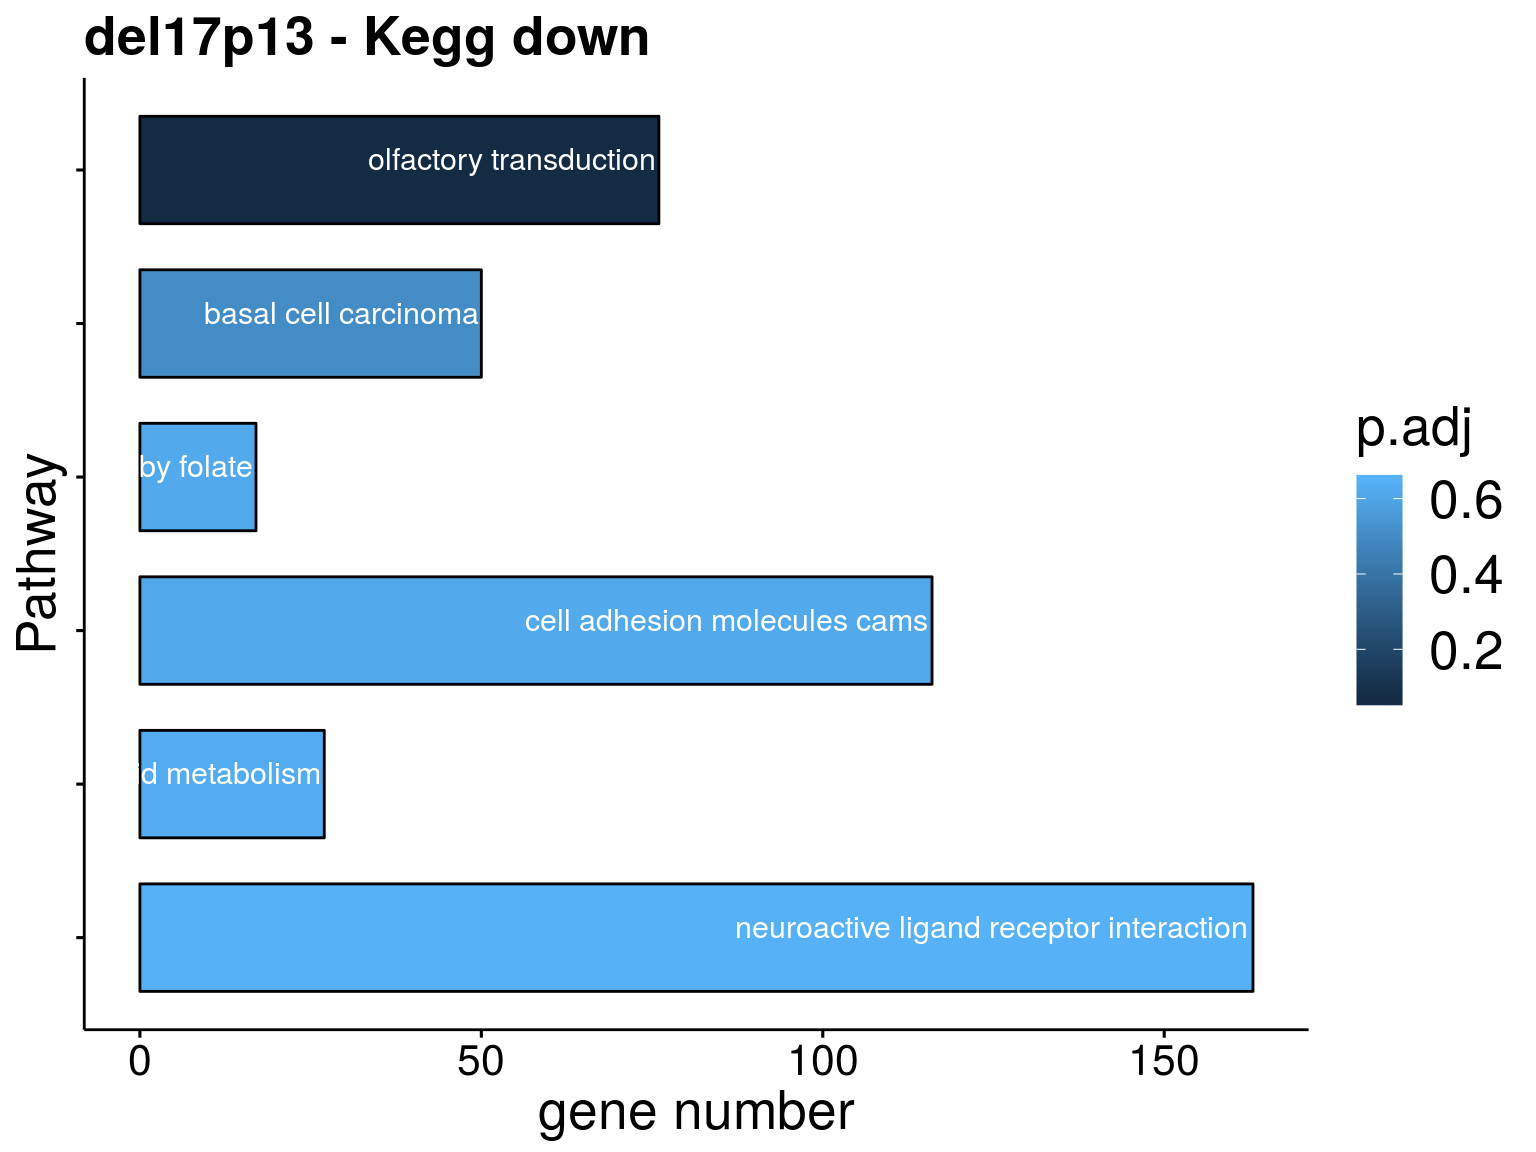 del17p13 - Kegg down
olfactory transduction
basal cell carcinoma
by folate
cell adhesion molecules cams
id metabolism
neuroactive ligand receptor interaction
Pathway
0 50 100 150
gene number
p.adj
0.6
0.4
0.2